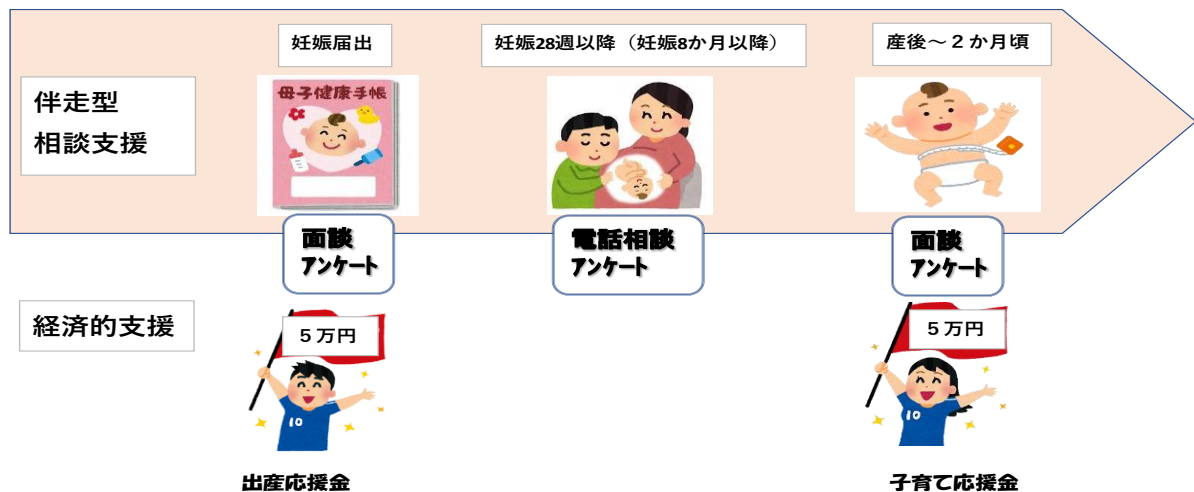 妊娠届出
妊娠28週以降（妊娠8か月以降）
産後～２か月頃
伴走型
相談支援
母子健康手帳
面談
アンケート
電話相談
アンケート
面談
アンケート
経済的支援
５万円
10
５万円
10
出産応援金
子育て応援金